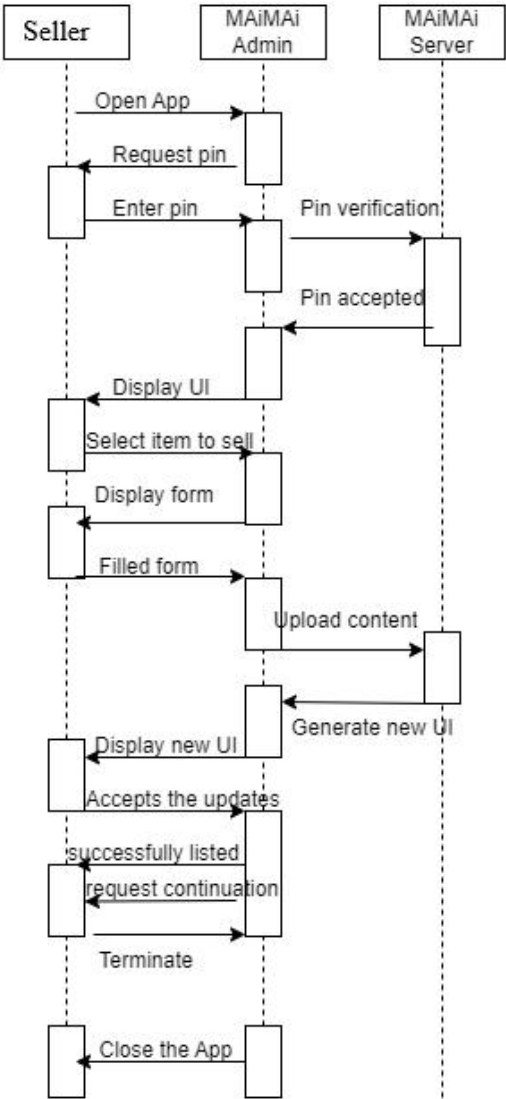 Seller
MAiMAi
Admin
MAiMAi
Server
Open App
Request pin
Enter pin
Pin verification
Pin accepted
Display UI
Select item to sell
Display form
Filled form
Upload content
Generate new UI
Display new UI
Accepts the updates
successfully listed
request continuation
Terminate
Close the App